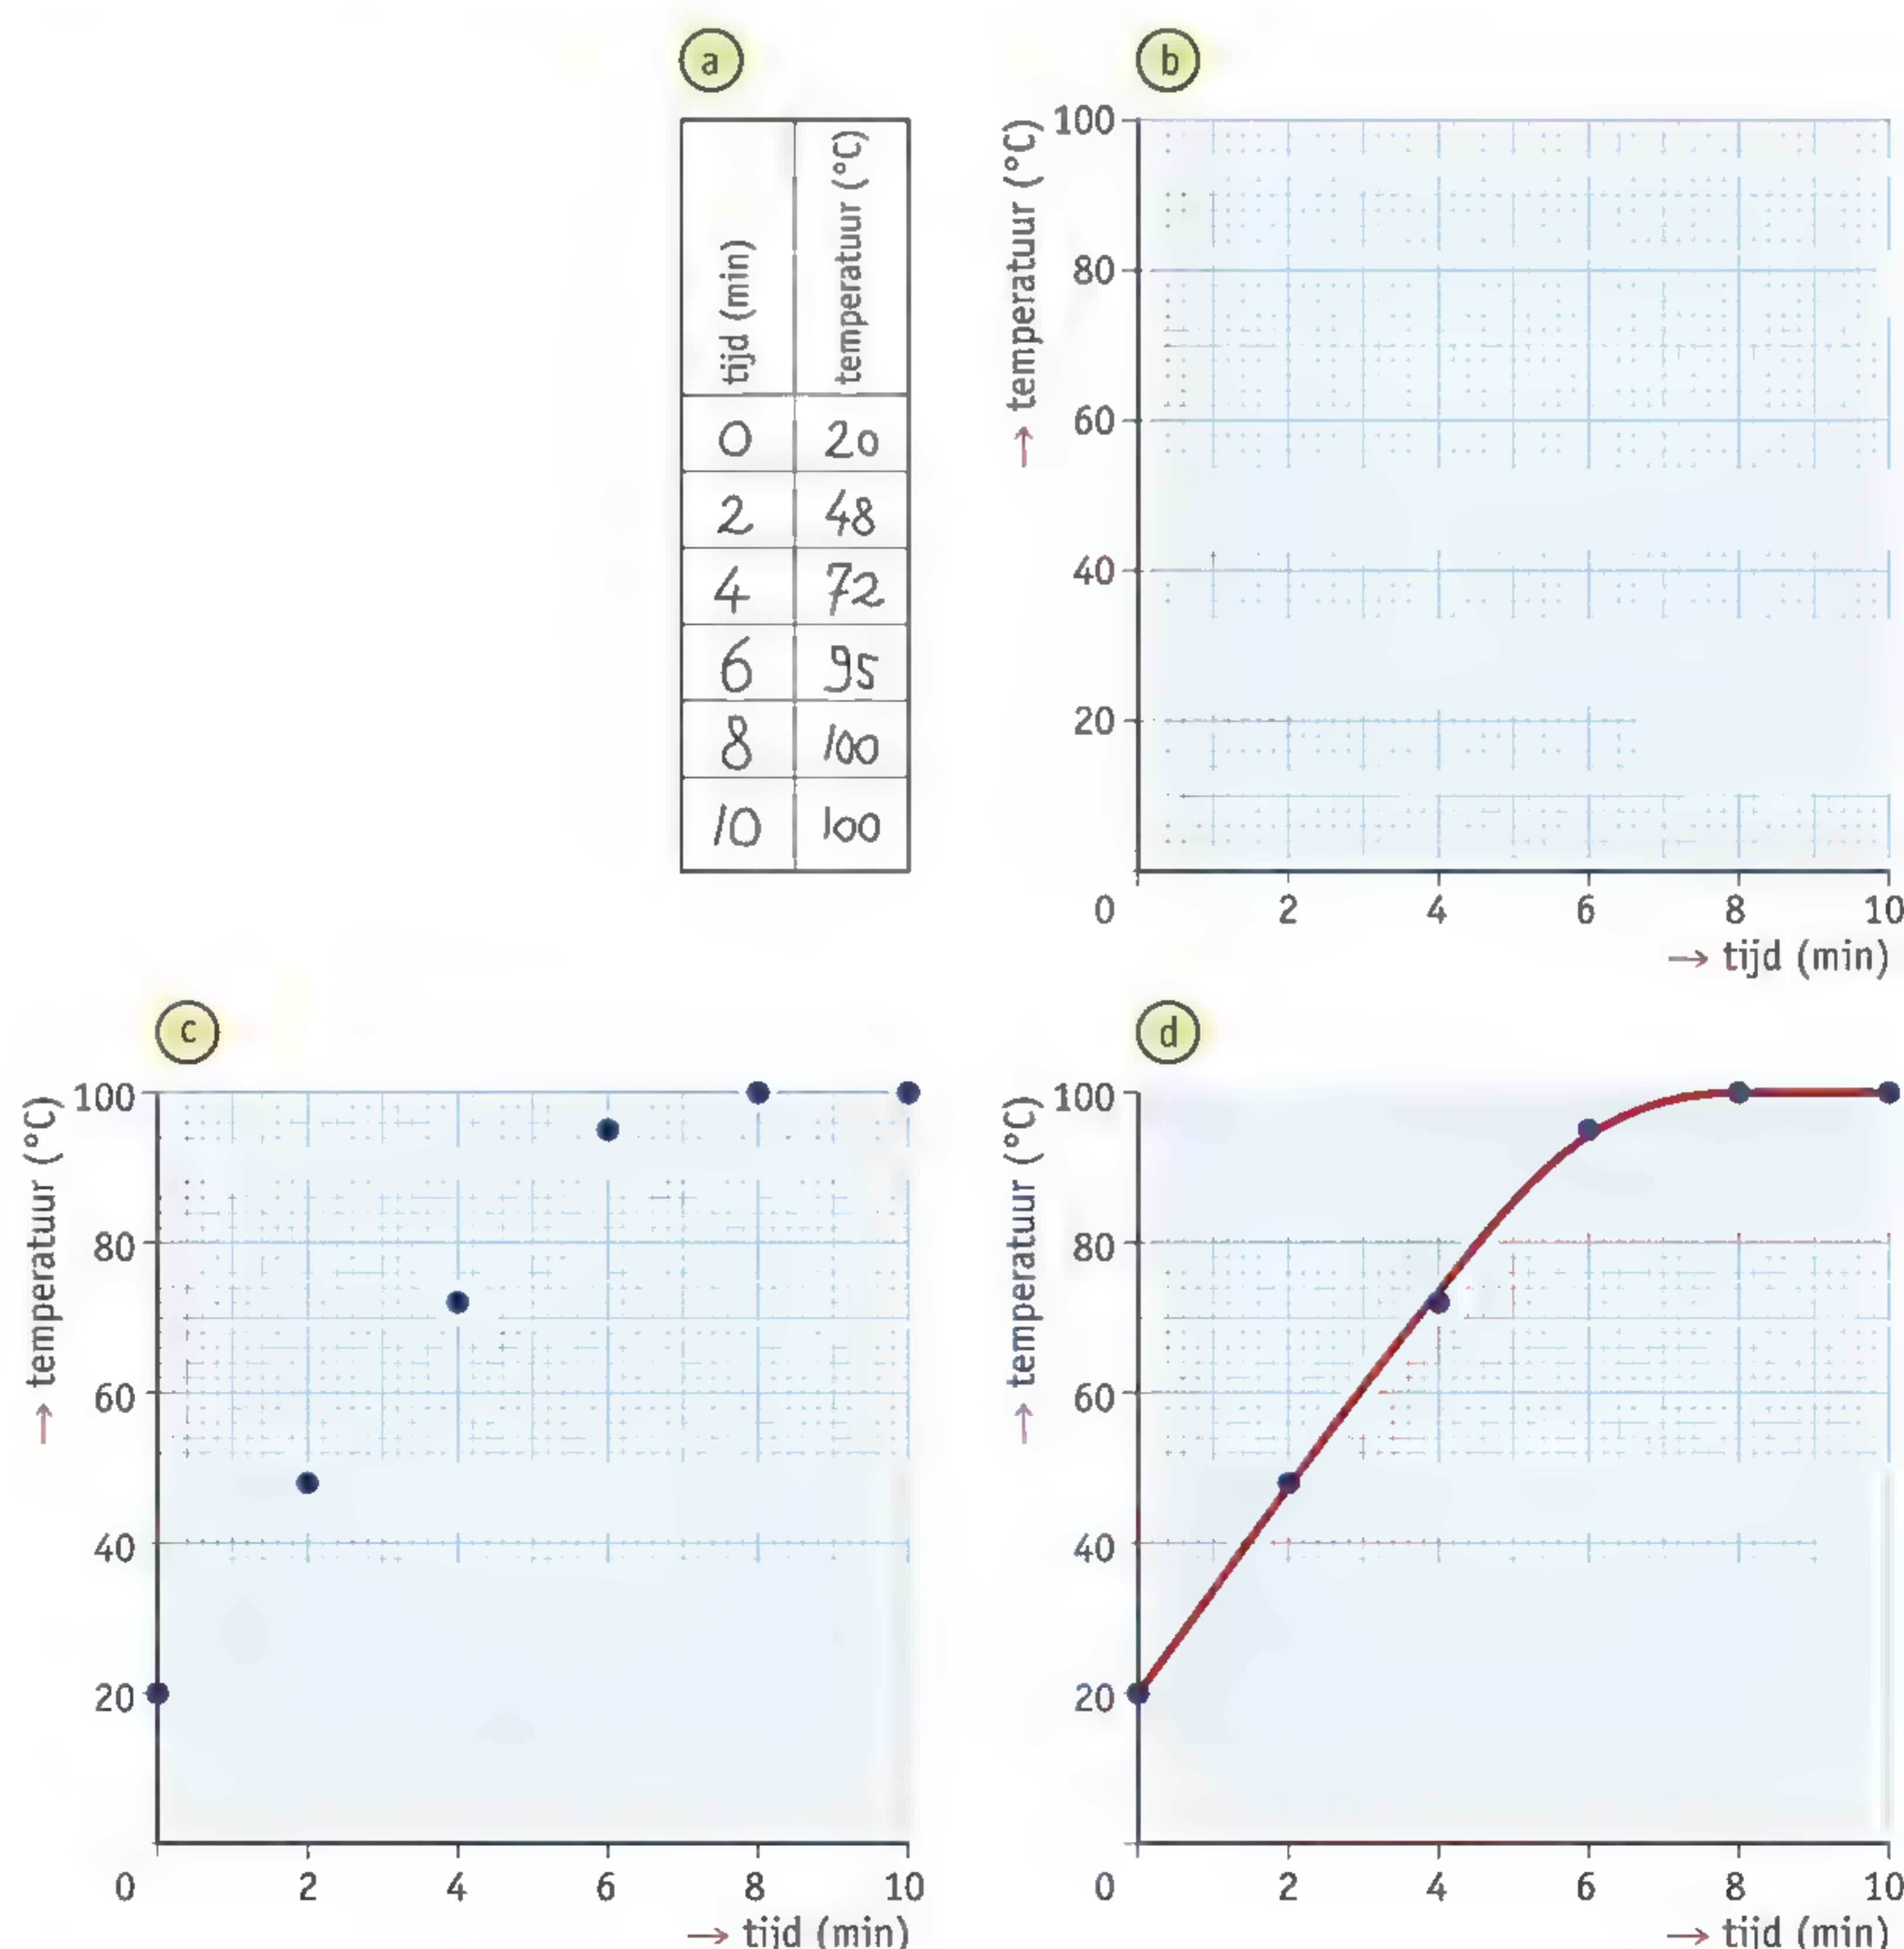 a
tijd (min) temperatuur (°C)
0 20
2 48
4 72
6 95
8 100
10 100
b
temperatuur (°C)
100
80
60
40
20
0 2 4 6 8 10
→ tijd (min)
c
→ temperatuur (°C)
100
80
60
40
20
0 2 4 6 8 10
→ tijd (min)
d
→ temperatuur (°C)
100
80
60
40
20
0 2 4 6 8 10
→ tijd (min)